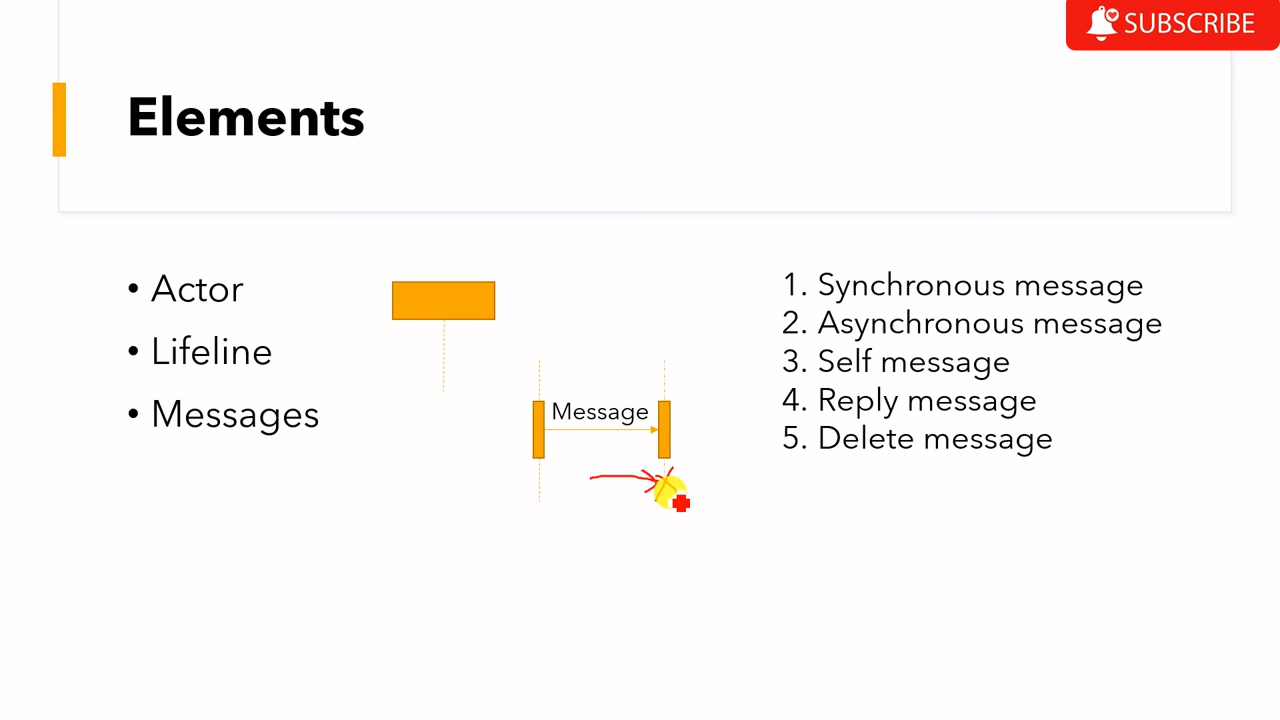 SUBSCRIBE
Elements
• Actor
• Lifeline
• Messages
Message
1. Synchronous message
2. Asynchronous message
3. Self message
4. Reply message
5. Delete message